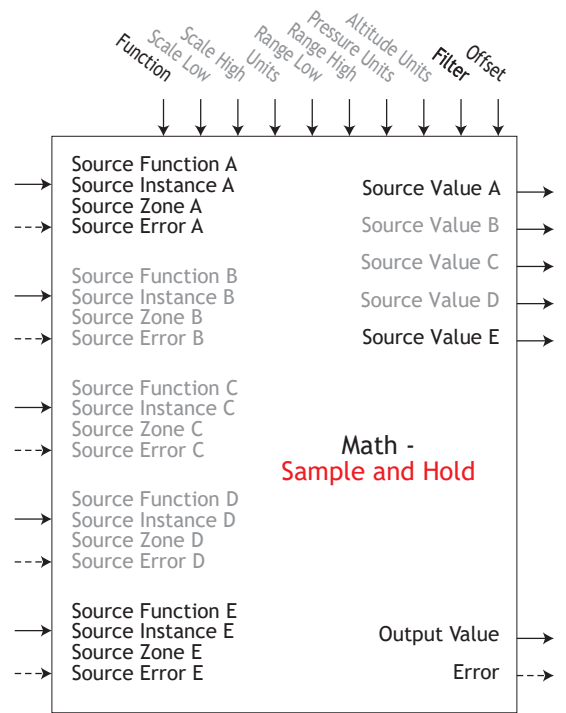 Function
Scale Low
Scale High
Units
Range Low
Range High
Pressure Units
Altitude Units
Filter
Offset
Source Function A
Source Instance A
Source Zone A
Source Error A
Source Function B
Source Instance B
Source Zone B
Source Error B
Source Function C
Source Instance C
Source Zone C
Source Error C
Source Function D
Source Instance D
Source Zone D
Source Error D
Source Function E
Source Instance E
Source Zone E
Source Error E
Source Value A
Source Value B
Source Value C
Source Value D
Source Value E
Math -
Sample and Hold
Output Value
Error